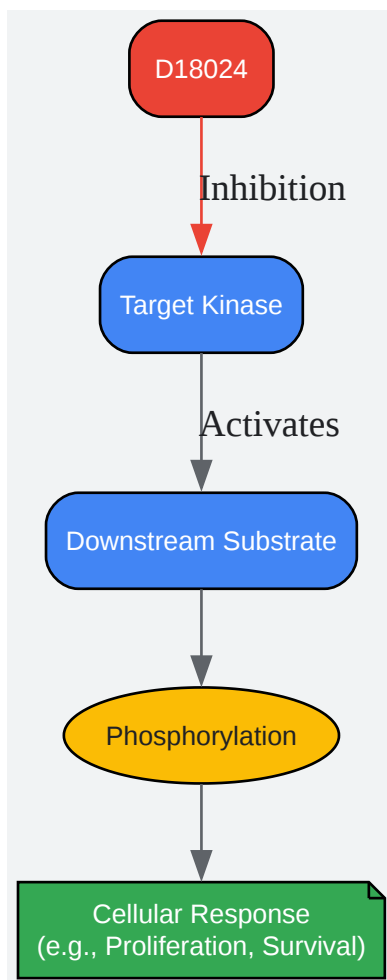 D18024
Inhibition
Target Kinase
Activates
Downstream Substrate
Phosphorylation
Cellular Response
(e.g., Proliferation, Survival)